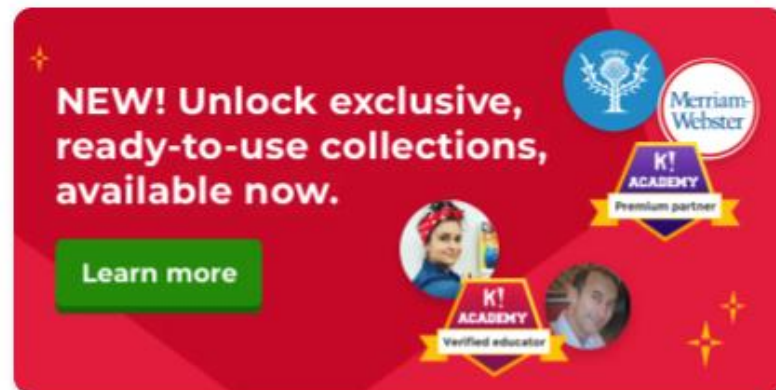 NEW! Unlock exclusive,
ready-to-use collections,
available now.
Learn more
Merriam-
Webster
K!
ACADEMY
Premium partner
K!
ACADEMY
Verified educator